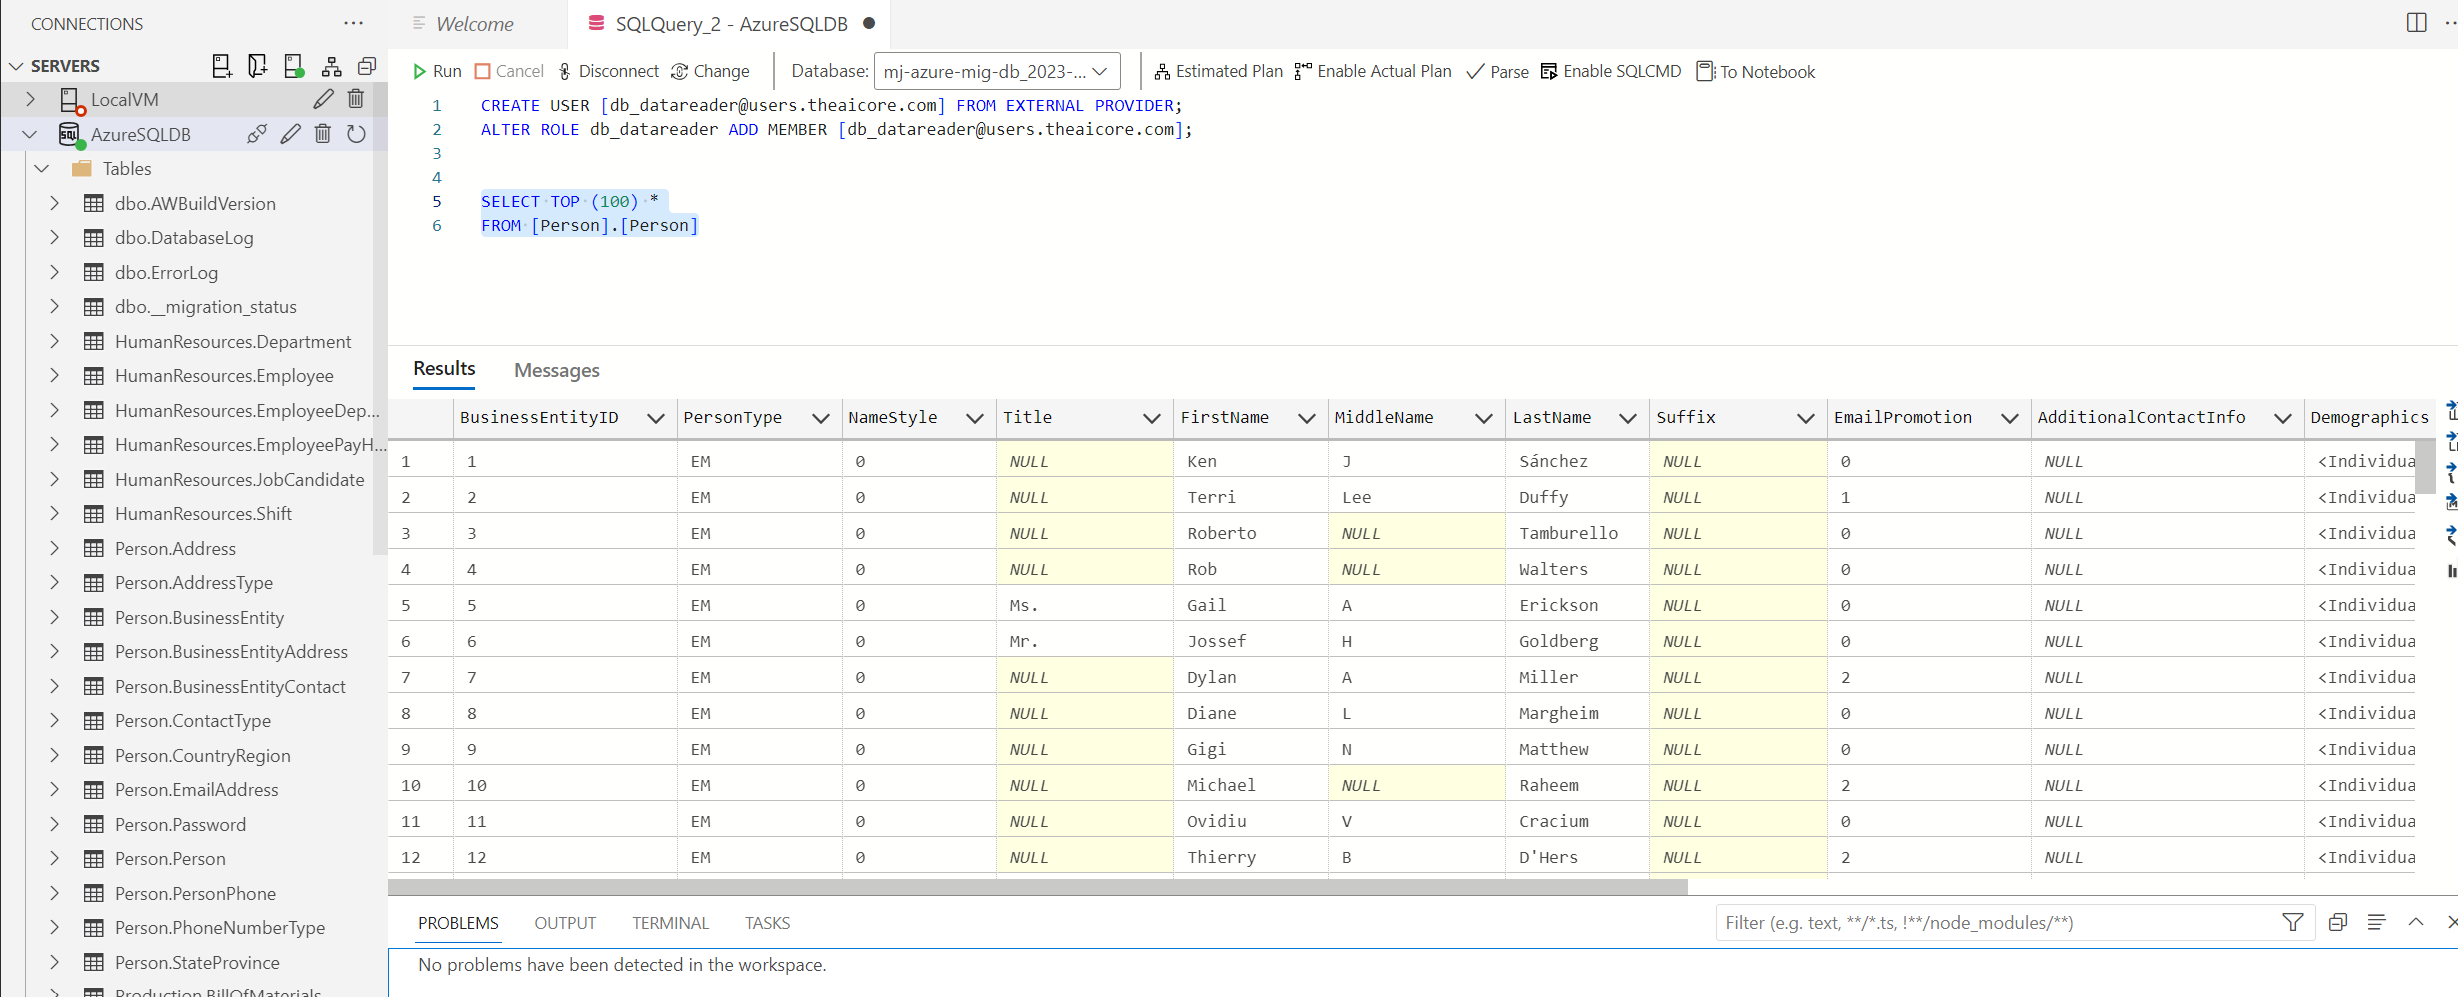 CONNECTIONS
SERVERS
LocalVM
AzureSQLDB
Tables
dbo.AWBuildVersion
dbo.DatabaseLog
dbo.ErrorLog
dbo.__migration_status
HumanResources.Department
HumanResources.Employee
HumanResources.EmployeeDep...
HumanResources.EmployeePayH...
HumanResources.JobCandidate
HumanResources.Shift
Person.Address
Person.AddressType
Person.BusinessEntity
Person.BusinessEntityAddress
Person.BusinessEntityContact
Person.ContactType
Person.CountryRegion
Person.EmailAddress
Person.Password
Person.Person
Person.PersonPhone
Person.PhoneNumberType
Person.StateProvince
Production.BillOfMaterials
Welcome SQLQuery_2 - AzureSQLDB
Run Cancel Disconnect Change Database: mj-azure-mig-db_2023-... Estimated Plan Enable Actual Plan Parse Enable SQLCMD To Notebook
1 CREATE USER [db_datareader@users.theaicore.com] FROM EXTERNAL PROVIDER;
2 ALTER ROLE db_datareader ADD MEMBER [db_datareader@users.theaicore.com];
3
4
5 SELECT TOP (100) *
6 FROM [Person].[Person]
Results Messages
BusinessEntityID PersonType NameStyle Title FirstName MiddleName LastName Suffix EmailPromotion AdditionalContactInfo Demographics
1 1 EM 0 NULL Ken J Sánchez NULL 0 NULL <Individua
2 2 EM 0 NULL Terri Lee Duffy NULL 1 NULL <Individua
3 3 EM 0 NULL Roberto NULL Tamburello NULL 0 NULL <Individua
4 4 EM 0 NULL Rob NULL Walters NULL 0 NULL <Individua
5 5 EM 0 Ms. Gail A Erickson NULL 0 NULL <Individua
6 6 EM 0 Mr. Jossef H Goldberg NULL 0 NULL <Individua
7 7 EM 0 NULL Dylan A Miller NULL 2 NULL <Individua
8 8 EM 0 NULL Diane L Margheim NULL 0 NULL <Individua
9 9 EM 0 NULL Gigi N Matthew NULL 0 NULL <Individua
10 10 EM 0 NULL Michael NULL Raheem NULL 2 NULL <Individua
11 11 EM 0 NULL Ovidiu V Cracium NULL 0 NULL <Individua
12 12 EM 0 NULL Thierry B D'Hers NULL 2 NULL <Individua
PROBLEMS OUTPUT TERMINAL TASKS Filter (e.g. text, **/*.ts, !**/node_modules/**)
No problems have been detected in the workspace.